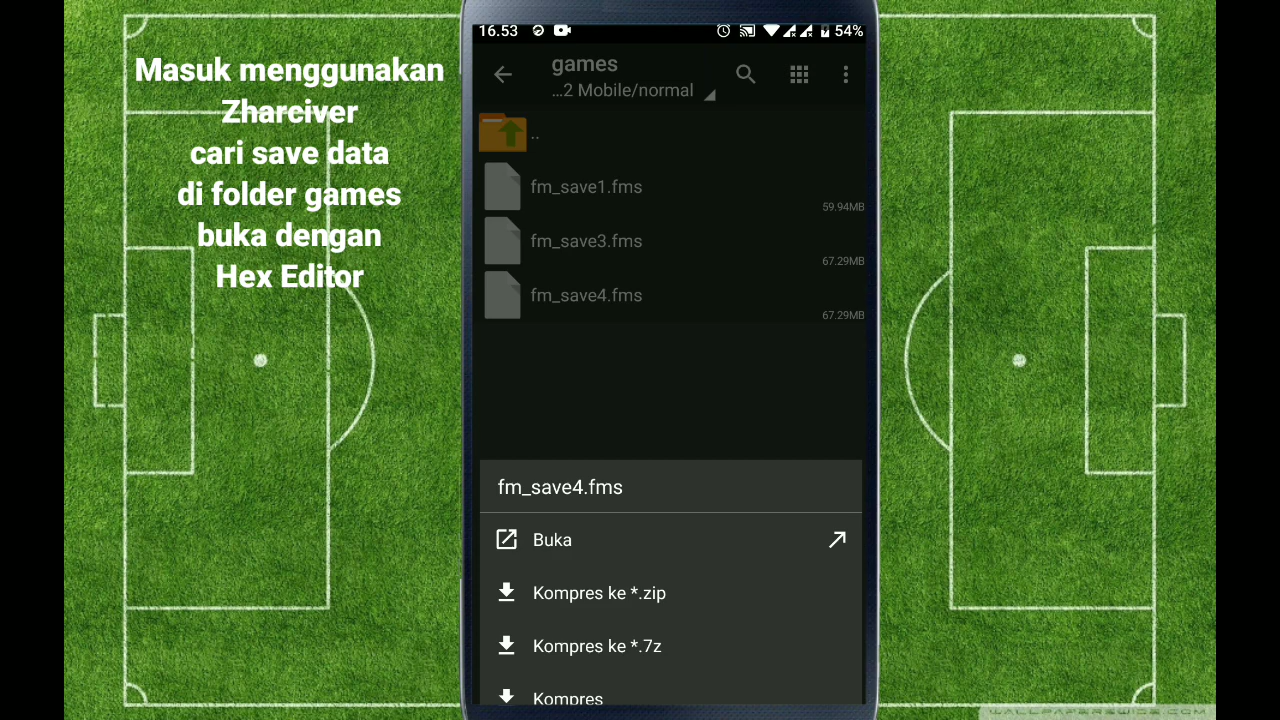 Masuk menggunakan
Zharciver
cari save data
di folder games
buka dengan
Hex Editor
16.53
54%
games
...2 Mobile/normal
..
fm_save1.fms
59.94MB
fm_save3.fms
67.29MB
fm_save4.fms
67.29MB
fm_save4.fms
Buka
Kompres ke *.zip
Kompres ke *.7z
Kompres